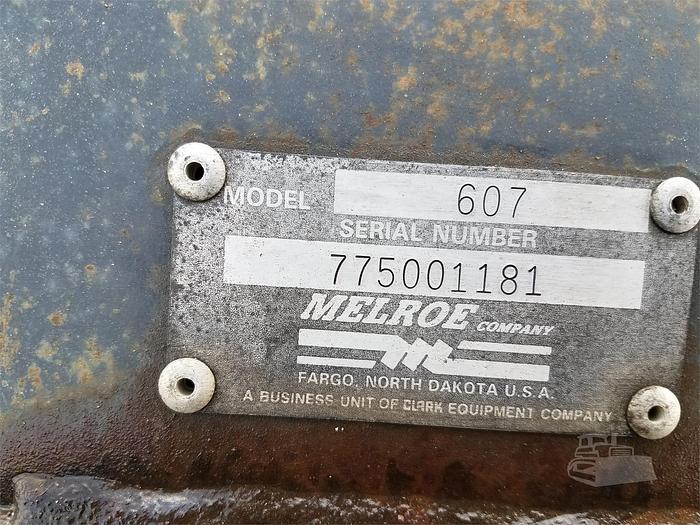 MODEL 607
SERIAL NUMBER
775001181
MELROE COMPANY
FARGO, NORTH DAKOTA U.S.A.
A BUSINESS UNIT OF CLARK EQUIPMENT COMPANY